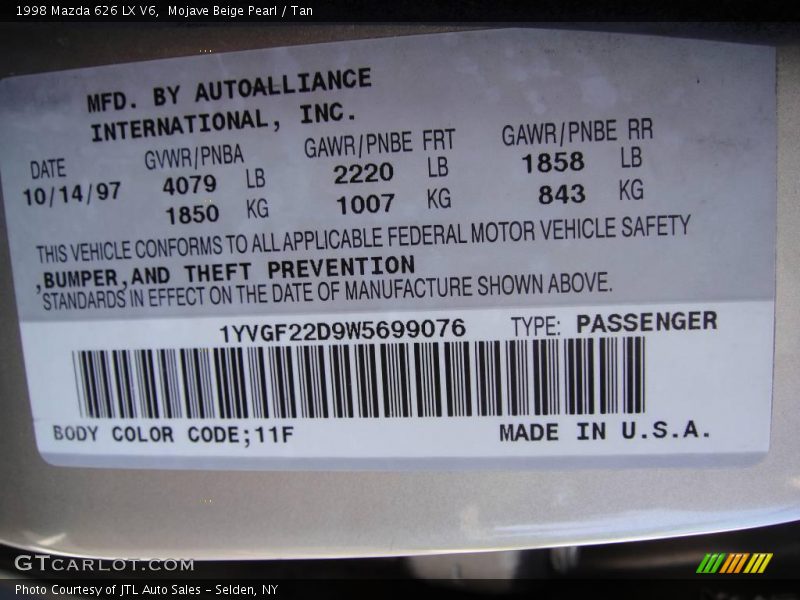 1998 Mazda 626 LX V6,  Mojave Beige Pearl / Tan
MFD. BY AUTOALLIANCE
INTERNATIONAL, INC.
DATE GVWR/PNBA GAWR/PNBE FRT GAWR/PNBE RR
10/14/97 4079 LB 2220 LB 1858 LB
1850 KG 1007 KG 843 KG
THIS VEHICLE CONFORMS TO ALL APPLICABLE FEDERAL MOTOR VEHICLE SAFETY
,BUMPER,AND THEFT PREVENTION
STANDARDS IN EFFECT ON THE DATE OF MANUFACTURE SHOWN ABOVE.
1YVGF22D9W5699076 TYPE: PASSENGER
BODY COLOR CODE;11F MADE IN U.S.A.
GTCARLOT.COM
Photo Courtesy of JTL Auto Sales - Selden, NY